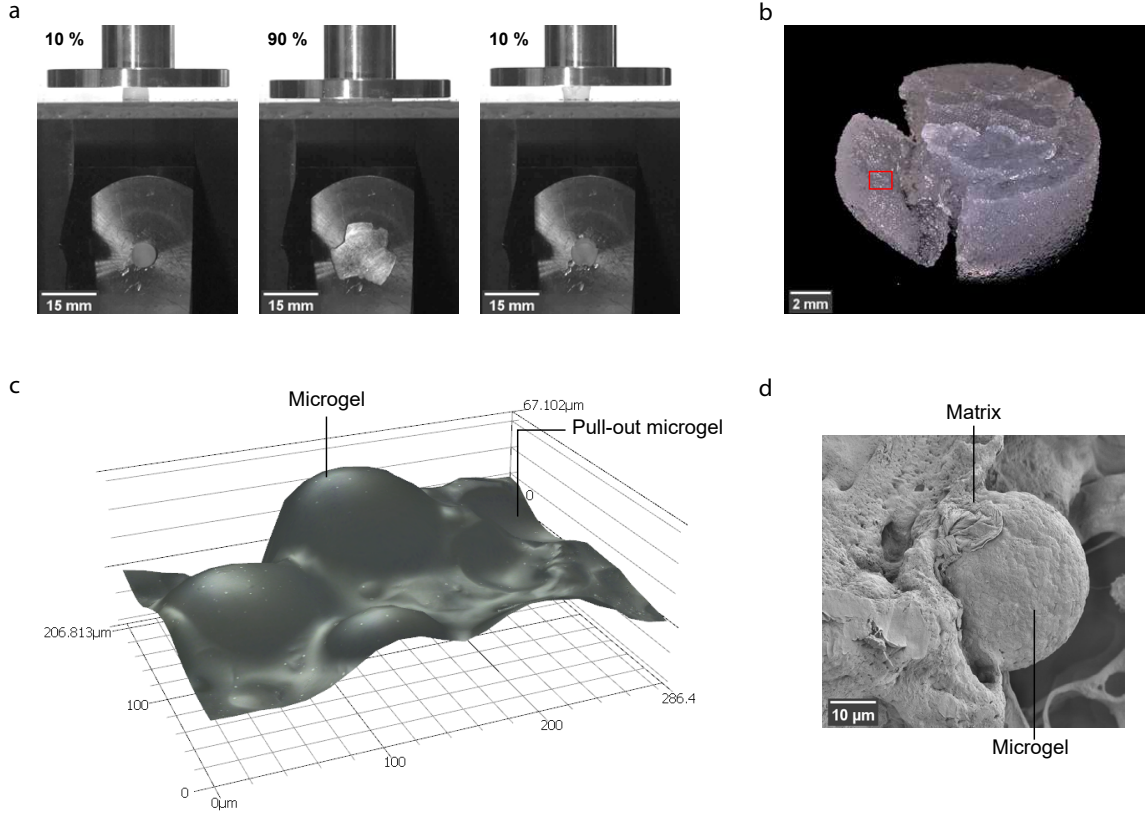 a
10 %
90 %
10 %
15 mm
15 mm
15 mm
b
2 mm
c
Microgel
67.102µm
Pull-out microgel
0
206.813µm
100
0
0µm
100
200
286.4
d
Matrix
10 µm
Microgel